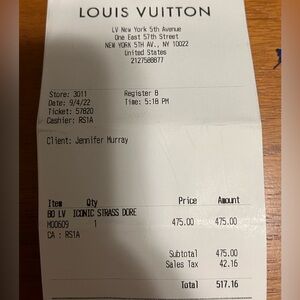 LOUIS VUITTON
LV New York 5th Avenue
One East 57th Street
NEW YORK 5TH AV., NY 10022
United States
2127588877
Store: 3011 Register 8
Date: 9/4/22 Time: 5:18 PM
Ticket: 57820
Cashier: RS1A
Client: Jennifer Murray
Item Qty Price Amount
BO LV ICONIC STRASS DORE
M00609 1 475.00 475.00
CA : RS1A
Subtotal 475.00
Sales Tax 42.16
Total 517.16